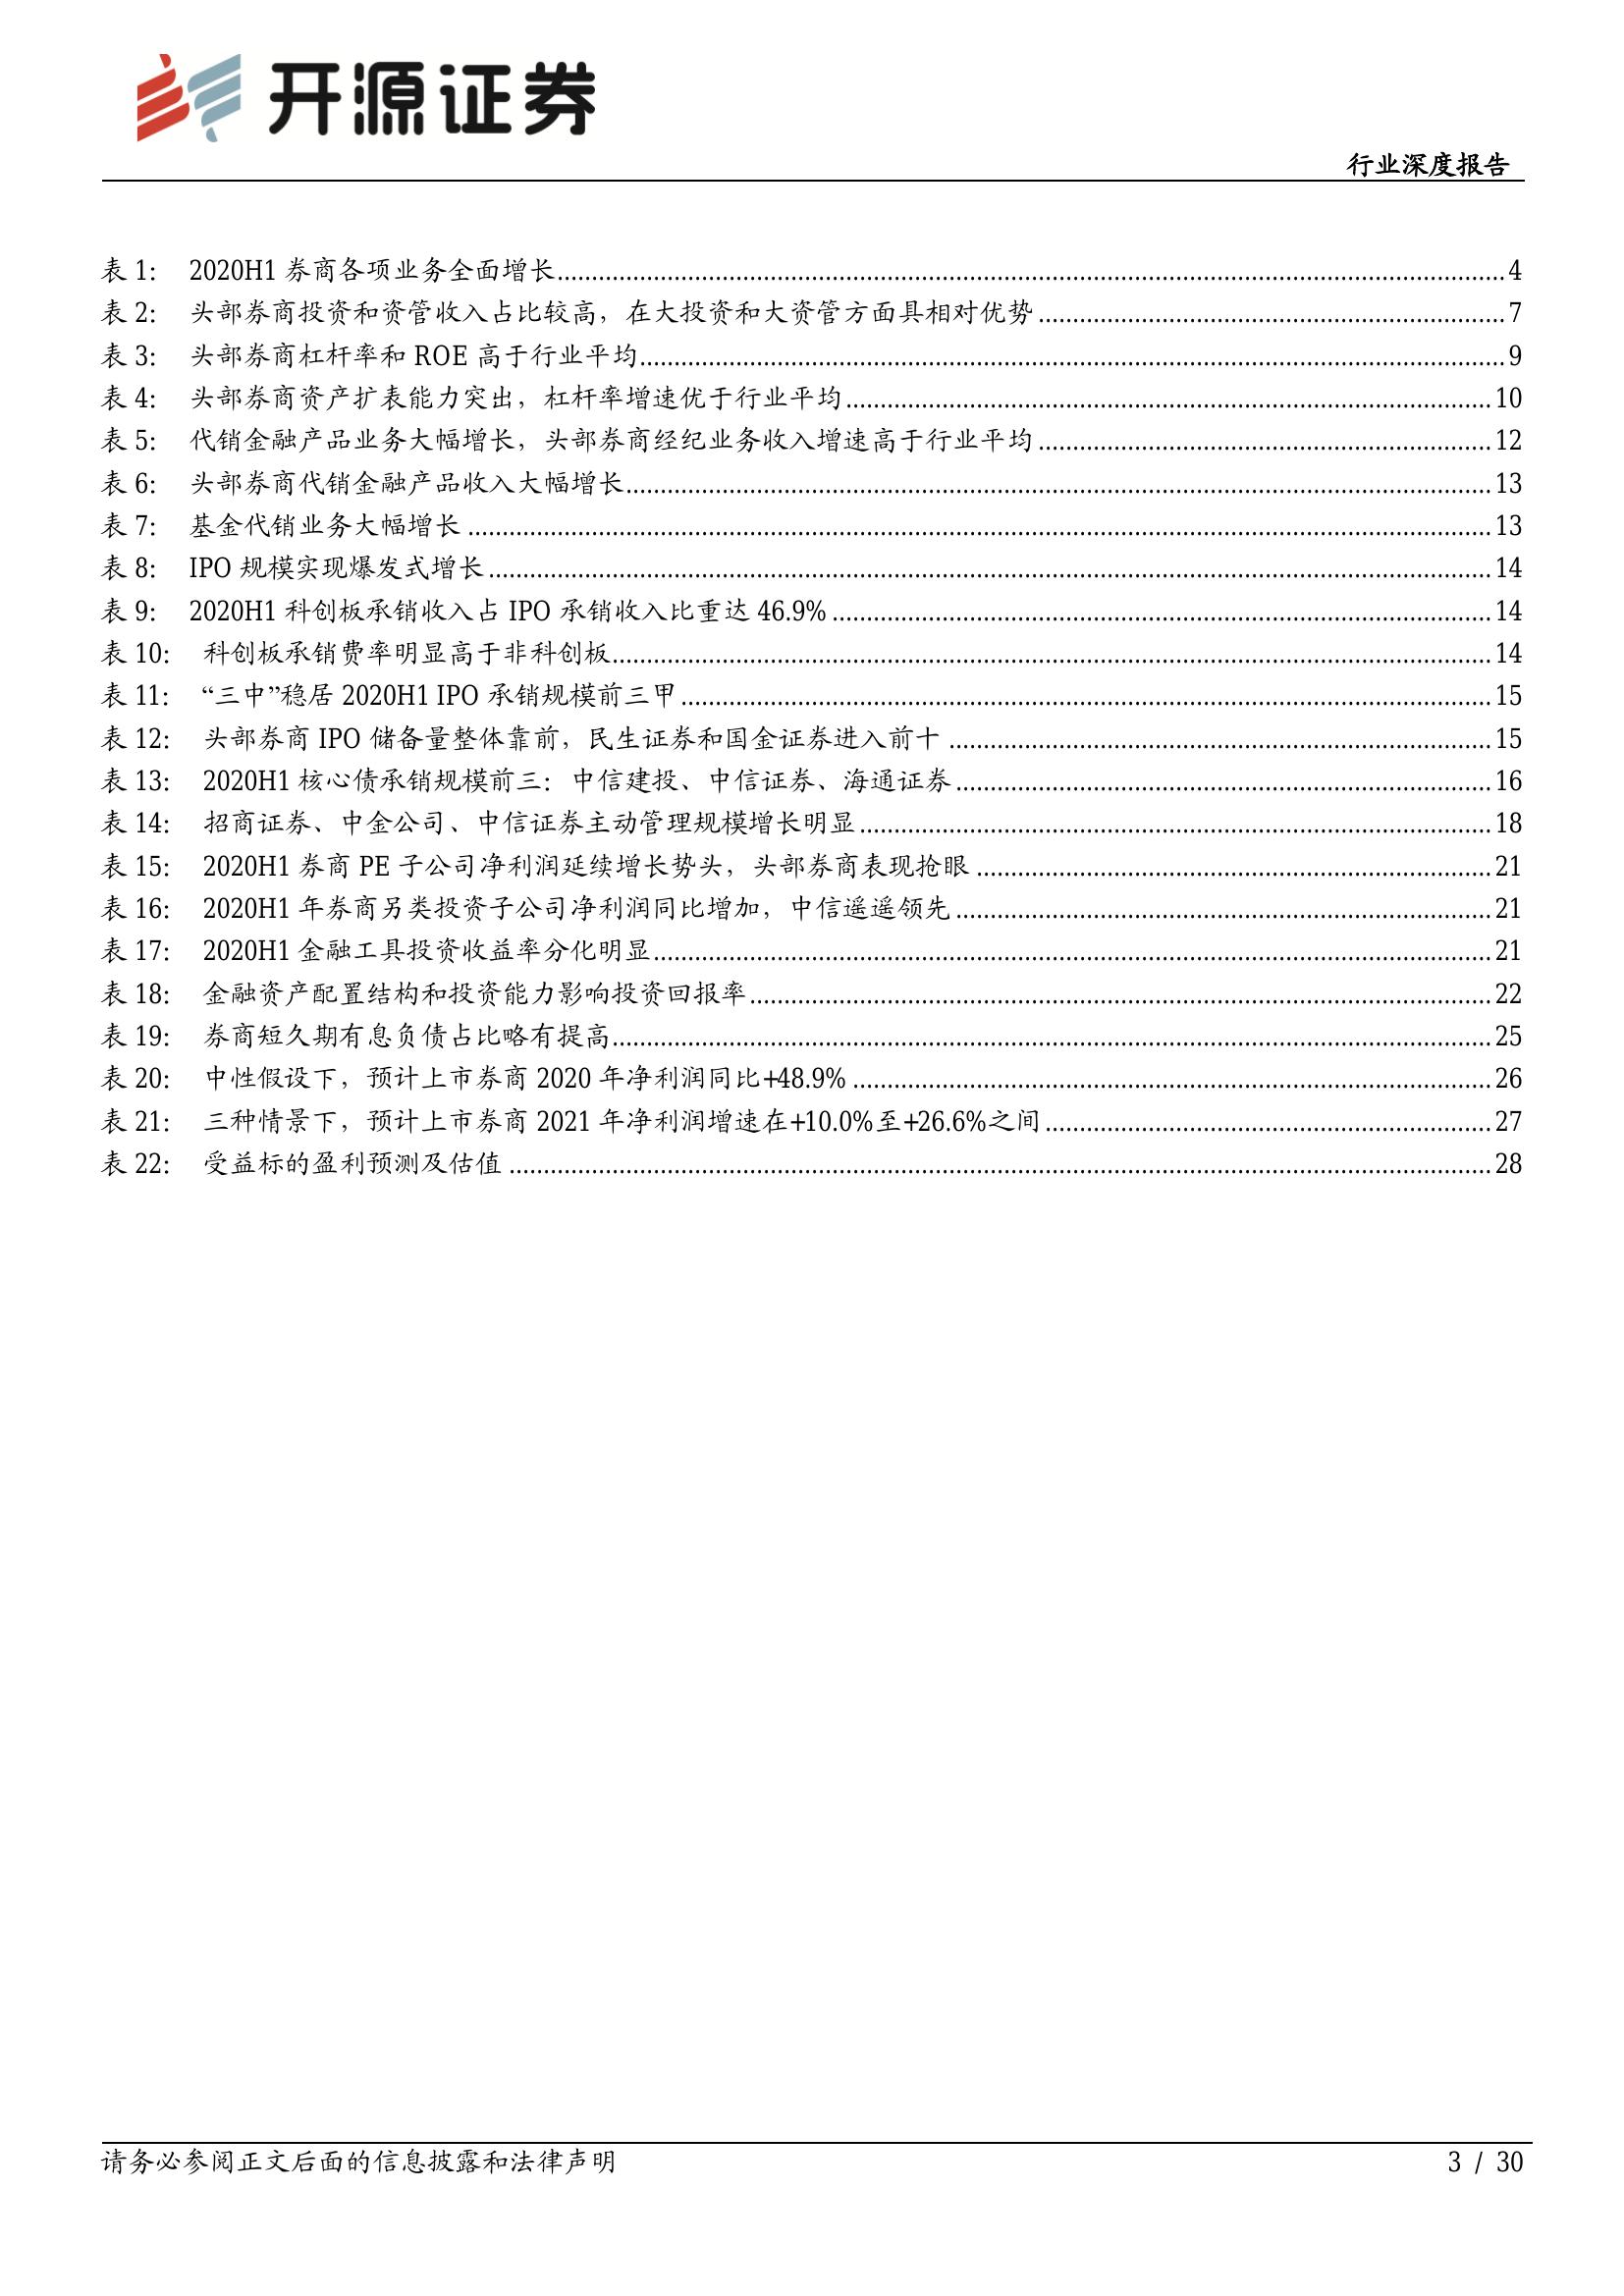 开源证券
行业深度报告
表 1: 2020H1 券商各项业务全面增长 4
表 2: 头部券商投资和资管收入占比较高，在大投资和大资管方面具相对优势 7
表 3: 头部券商杠杆率和 ROE 高于行业平均 9
表 4: 头部券商资产扩表能力突出，杠杆率增速优于行业平均 10
表 5: 代销金融产品业务大幅增长，头部券商经纪业务收入增速高于行业平均 12
表 6: 头部券商代销金融产品收入大幅增长 13
表 7: 基金代销业务大幅增长 13
表 8: IPO 规模实现爆发式增长 14
表 9: 2020H1 科创板承销收入占 IPO 承销收入比重达 46.9% 14
表 10: 科创板承销费率明显高于非科创板 14
表 11: “三中”稳居 2020H1 IPO 承销规模前三甲 15
表 12: 头部券商 IPO 储备量整体靠前，民生证券和国金证券进入前十 15
表 13: 2020H1 核心债承销规模前三：中信建投、中信证券、海通证券 16
表 14: 招商证券、中金公司、中信证券主动管理规模增长明显 18
表 15: 2020H1 券商 PE 子公司净利润延续增长势头，头部券商表现抢眼 21
表 16: 2020H1 年券商另类投资子公司净利润同比增加，中信遥遥领先 21
表 17: 2020H1 金融工具投资收益率分化明显 21
表 18: 金融资产配置结构和投资能力影响投资回报率 22
表 19: 券商短久期有息负债占比略有提高 25
表 20: 中性假设下，预计上市券商 2020 年净利润同比+48.9% 26
表 21: 三种情景下，预计上市券商 2021 年净利润增速在+10.0%至+26.6%之间 27
表 22: 受益标的盈利预测及估值 28
请务必参阅正文后面的信息披露和法律声明 3 / 30